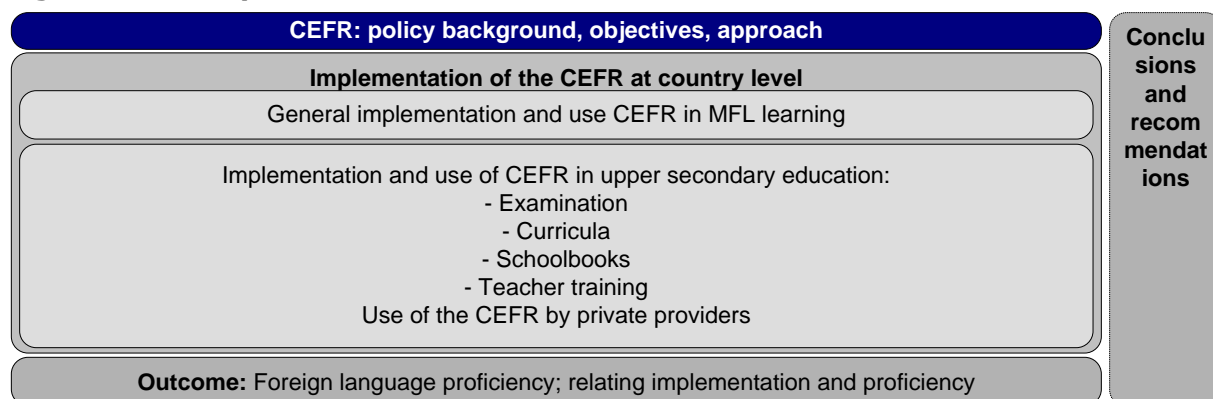 CEFR: policy background, objectives, approach
Implementation of the CEFR at country level
General implementation and use CEFR in MFL learning
Implementation and use of CEFR in upper secondary education:
- Examination
- Curricula
- Schoolbooks
- Teacher training
Use of the CEFR by private providers
Outcome: Foreign language proficiency; relating implementation and proficiency
Conclu
sions
and
recom
mendat
ions